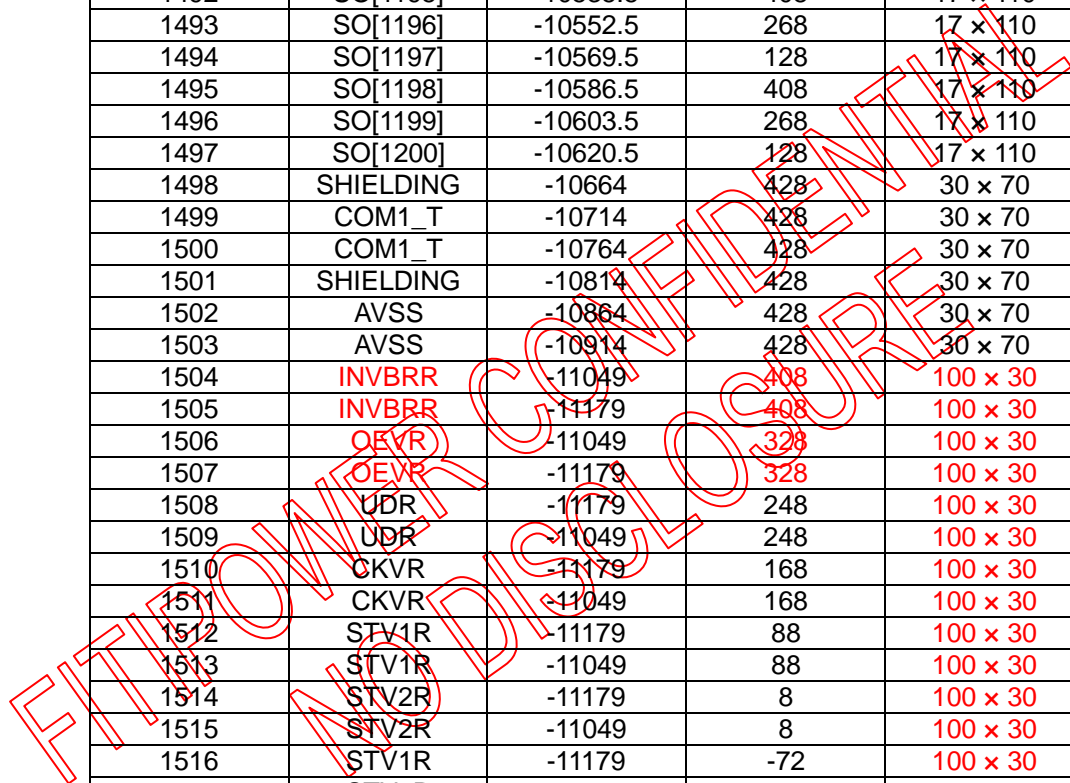 1493 SO[1196] -10552.5 268 17 × 110
1494 SO[1197] -10569.5 128 17 × 110
1495 SO[1198] -10586.5 408 17 × 110
1496 SO[1199] -10603.5 268 17 × 110
1497 SO[1200] -10620.5 128 17 × 110
1498 SHIELDING -10664 428 30 × 70
1499 COM1_T -10714 428 30 × 70
1500 COM1_T -10764 428 30 × 70
1501 SHIELDING -10814 428 30 × 70
1502 AVSS -10864 428 30 × 70
1503 AVSS -10914 428 30 × 70
1504 INVBRR -11049 408 100 × 30
1505 INVBRR -11179 408 100 × 30
1506 OEVR -11049 328 100 × 30
1507 OEVR -11179 328 100 × 30
1508 UDR -11179 248 100 × 30
1509 UDR -11049 248 100 × 30
1510 CKVR -11179 168 100 × 30
1511 CKVR -11049 168 100 × 30
1512 STV1R -11179 88 100 × 30
1513 STV1R -11049 88 100 × 30
1514 STV2R -11179 8 100 × 30
1515 STV2R -11049 8 100 × 30
1516 STV1R -11179 -72 100 × 30
FITIPOWER CONFIDENTIAL
NO DISCLOSURE